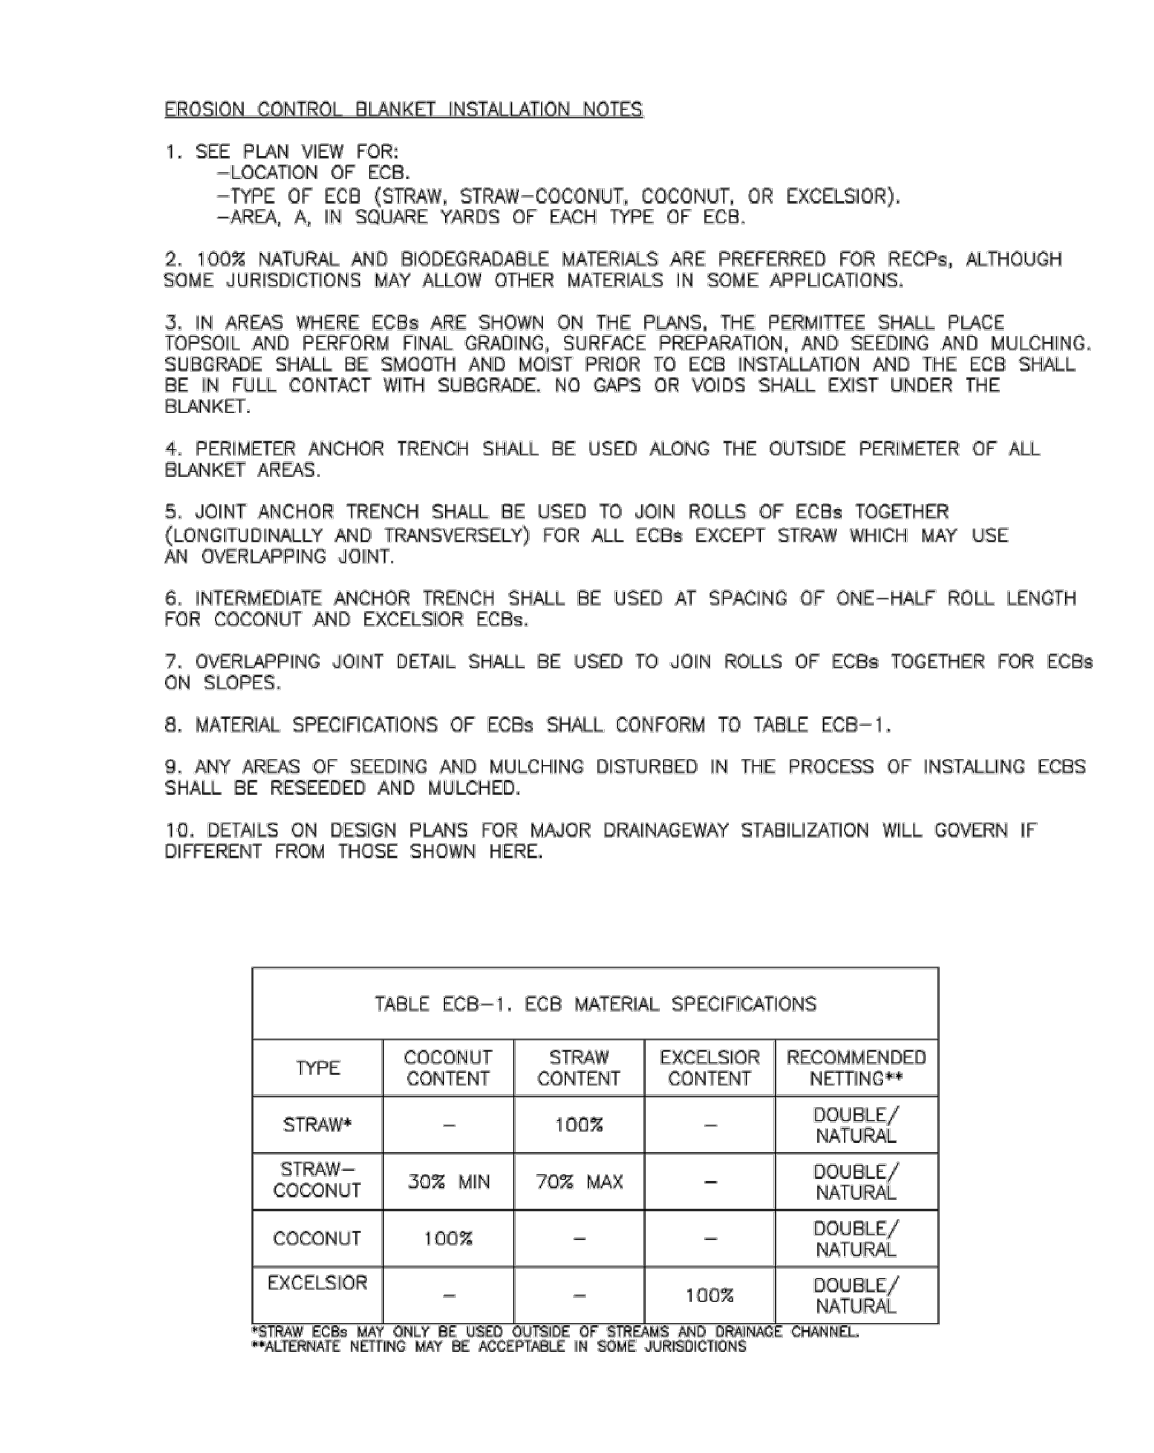 EROSION CONTROL BLANKET INSTALLATION NOTES
1. SEE PLAN VIEW FOR:
-LOCATION OF ECB.
-TYPE OF ECB (STRAW, STRAW-COCONUT, COCONUT, OR EXCELSIOR).
-AREA, A, IN SQUARE YARDS OF EACH TYPE OF ECB.
2. 100% NATURAL AND BIODEGRADABLE MATERIALS ARE PREFERRED FOR RECPs, ALTHOUGH
SOME JURISDICTIONS MAY ALLOW OTHER MATERIALS IN SOME APPLICATIONS.
3. IN AREAS WHERE ECBs ARE SHOWN ON THE PLANS, THE PERMITTEE SHALL PLACE
TOPSOIL AND PERFORM FINAL GRADING, SURFACE PREPARATION, AND SEEDING AND MULCHING.
SUBGRADE SHALL BE SMOOTH AND MOIST PRIOR TO ECB INSTALLATION AND THE ECB SHALL
BE IN FULL CONTACT WITH SUBGRADE. NO GAPS OR VOIDS SHALL EXIST UNDER THE
BLANKET.
4. PERIMETER ANCHOR TRENCH SHALL BE USED ALONG THE OUTSIDE PERIMETER OF ALL
BLANKET AREAS.
5. JOINT ANCHOR TRENCH SHALL BE USED TO JOIN ROLLS OF ECBs TOGETHER
(LONGITUDINALLY AND TRANSVERSELY) FOR ALL ECBs EXCEPT STRAW WHICH MAY USE
AN OVERLAPPING JOINT.
6. INTERMEDIATE ANCHOR TRENCH SHALL BE USED AT SPACING OF ONE-HALF ROLL LENGTH
FOR COCONUT AND EXCELSIOR ECBs.
7. OVERLAPPING JOINT DETAIL SHALL BE USED TO JOIN ROLLS OF ECBs TOGETHER FOR ECBs
ON SLOPES.
8. MATERIAL SPECIFICATIONS OF ECBs SHALL CONFORM TO TABLE ECB-1.
9. ANY AREAS OF SEEDING AND MULCHING DISTURBED IN THE PROCESS OF INSTALLING ECBS
SHALL BE RESEEDED AND MULCHED.
10. DETAILS ON DESIGN PLANS FOR MAJOR DRAINAGEWAY STABILIZATION WILL GOVERN IF
DIFFERENT FROM THOSE SHOWN HERE.
TABLE ECB-1. ECB MATERIAL SPECIFICATIONS
TYPE COCONUT CONTENT STRAW CONTENT EXCELSIOR CONTENT RECOMMENDED NETTING**
STRAW* - 100% - DOUBLE/ NATURAL
STRAW- COCONUT 30% MIN 70% MAX - DOUBLE/ NATURAL
COCONUT 100% - - DOUBLE/ NATURAL
EXCELSIOR - - 100% DOUBLE/ NATURAL
*STRAW ECBs MAY ONLY BE USED OUTSIDE OF STREAMS AND DRAINAGE CHANNEL.
**ALTERNATE NETTING MAY BE ACCEPTABLE IN SOME JURISDICTIONS